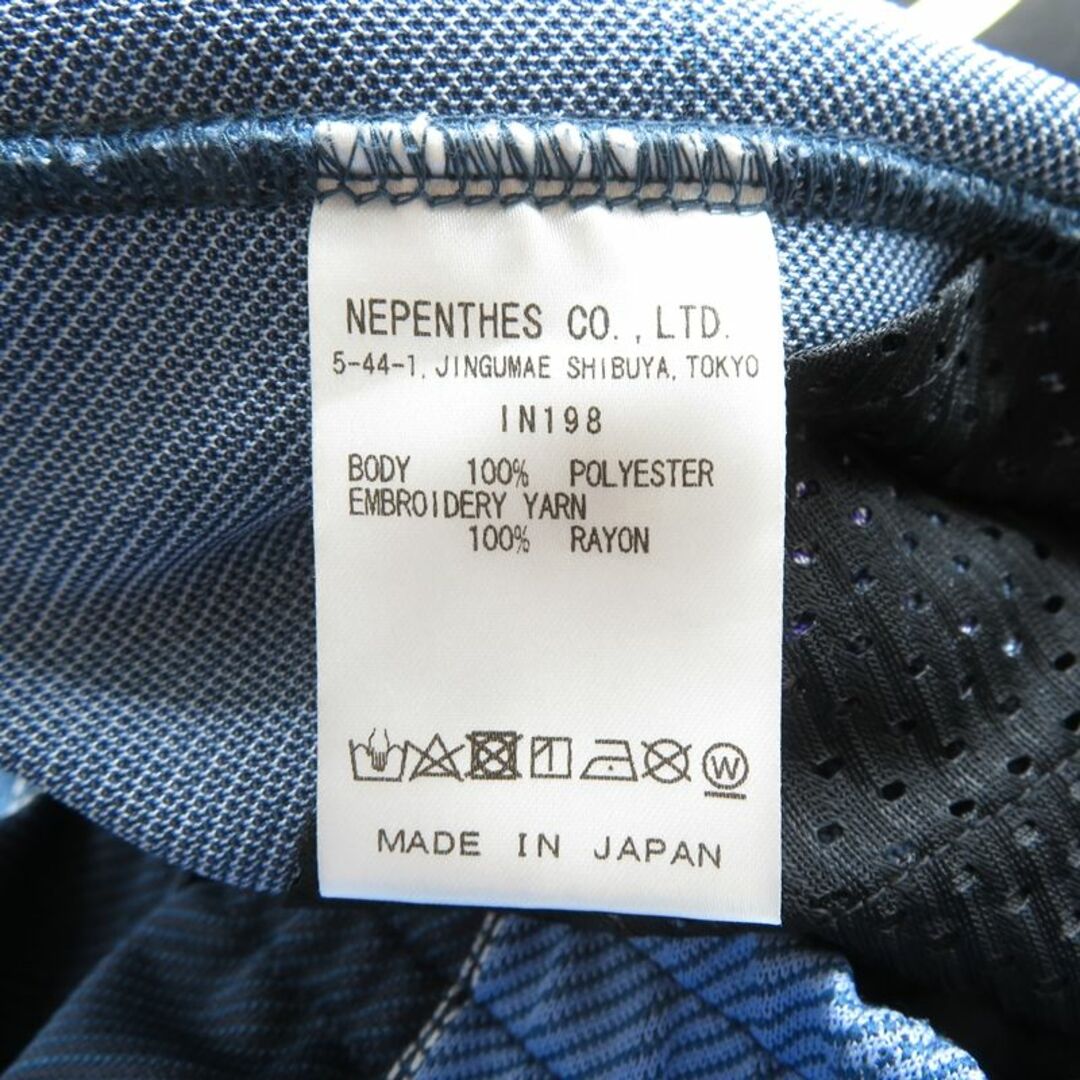 NEPENTHES CO., LTD.
5-44-1, JINGUMAE SHIBUYA, TOKYO
IN198
BODY 100% POLYESTER
EMBROIDERY YARN
100% RAYON
W
MADE IN JAPAN